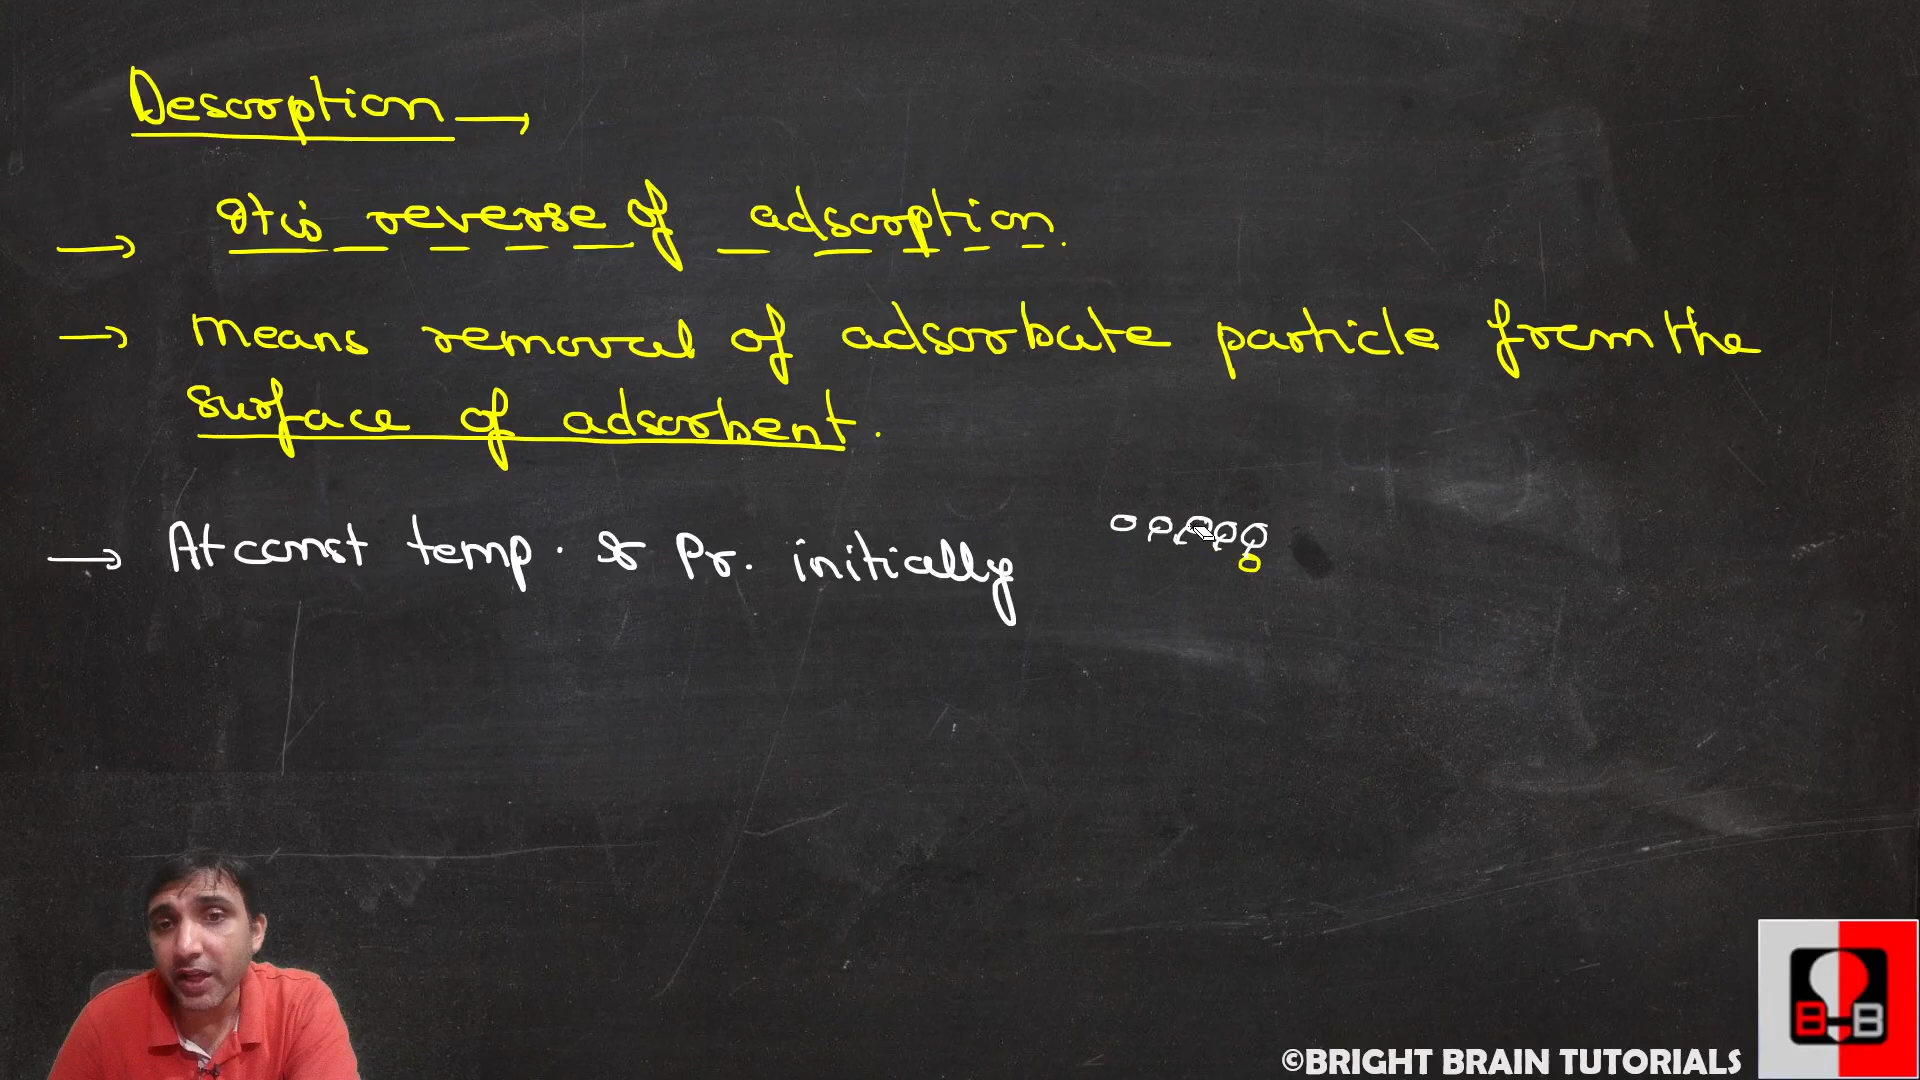 Desorption →
→ It is reverse of adsorption.
→ means removal of adsorbate particle from the
surface of adsorbent.
→ At const temp. & Pr. initially
B B
©BRIGHT BRAIN TUTORIALS